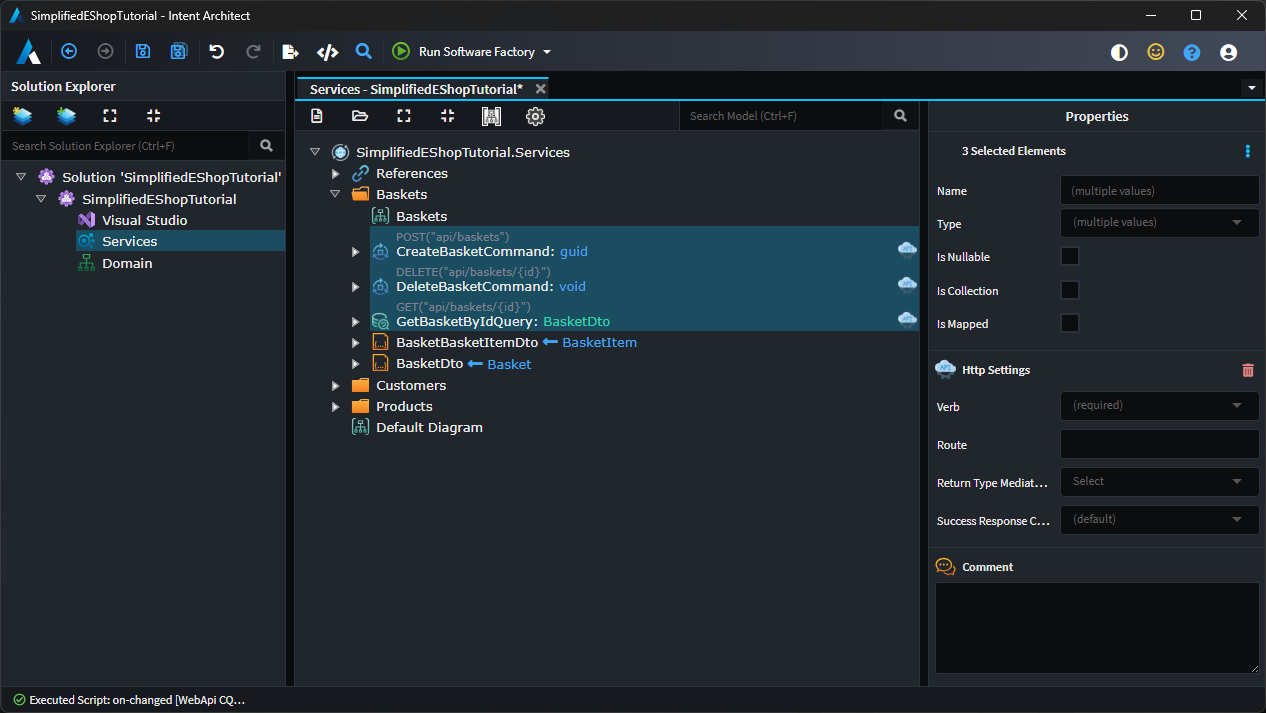 SimplifiedEShopTutorial - Intent Architect
Run Software Factory
Solution Explorer
Search Solution Explorer (Ctrl+F)
Solution 'SimplifiedEShopTutorial'
SimplifiedEShopTutorial
Visual Studio
Services
Domain
Services - SimplifiedEShopTutorial*
Search Model (Ctrl+F)
SimplifiedEShopTutorial.Services
References
Baskets
Baskets
POST("api/baskets")
CreateBasketCommand: guid
DELETE("api/baskets/{id}")
DeleteBasketCommand: void
GET("api/baskets/{id}")
GetBasketByIdQuery: BasketDto
BasketBasketItemDto BasketItem
BasketDto Basket
Customers
Products
Default Diagram
Properties
3 Selected Elements
Name (multiple values)
Type (multiple values)
Is Nullable
Is Collection
Is Mapped
API Http Settings
Verb (required)
Route
Return Type Mediat... Select
Success Response C... (default)
Comment
Executed Script: on-changed [WebApi CQ...